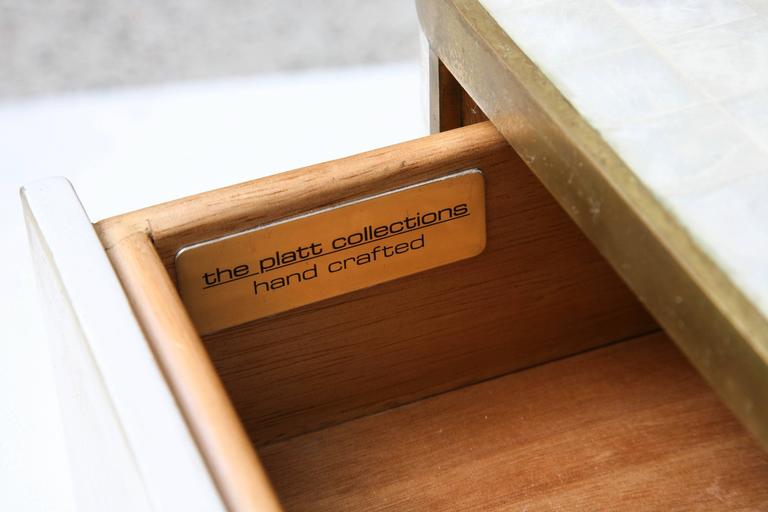 the platt collections
hand crafted